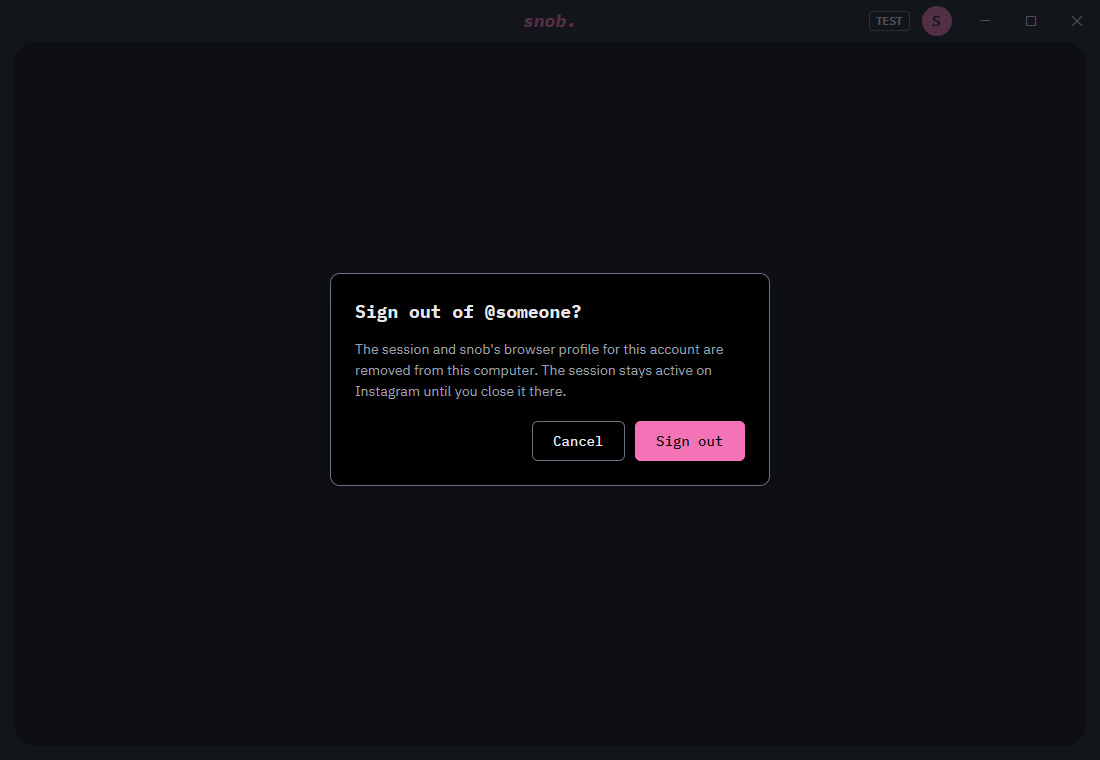 snob.
TEST
S
Sign out of @someone?
The session and snob's browser profile for this account are
removed from this computer. The session stays active on
Instagram until you close it there.
Cancel
Sign out